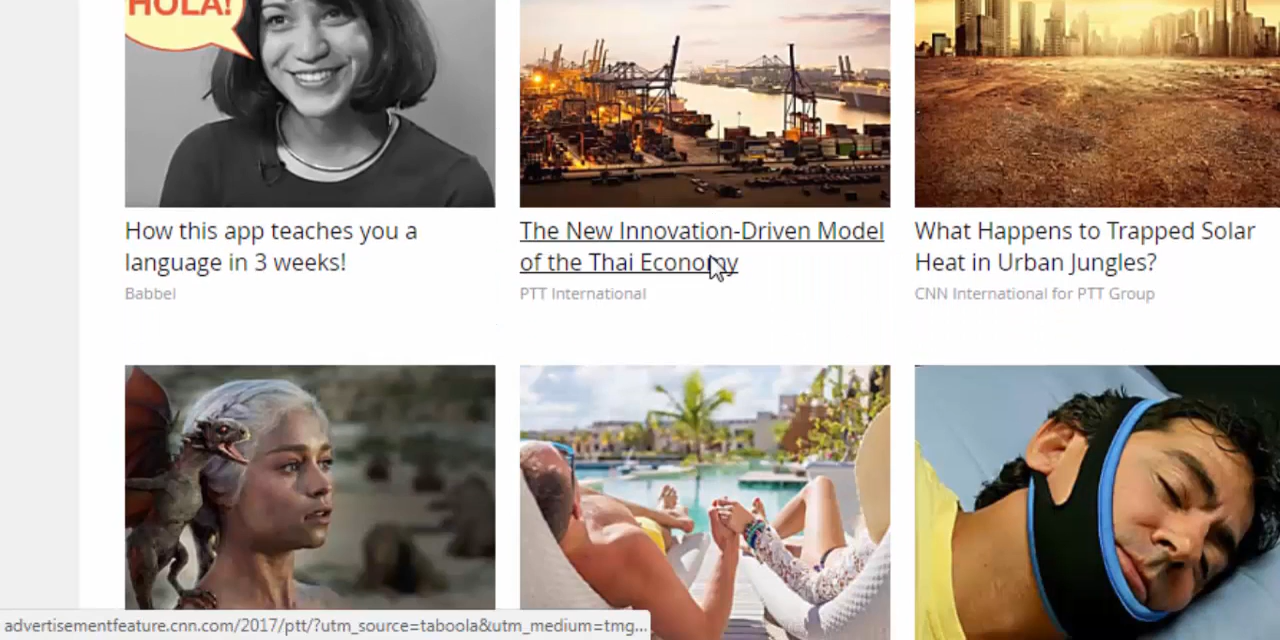 HOLA!
How this app teaches you a
language in 3 weeks!
Babbel
The New Innovation-Driven Model
of the Thai Economy
PTT International
What Happens to Trapped Solar
Heat in Urban Jungles?
CNN International for PTT Group
advertisementfeature.cnn.com/2017/ptt/?utm_source=taboola&utm_medium=tmg...